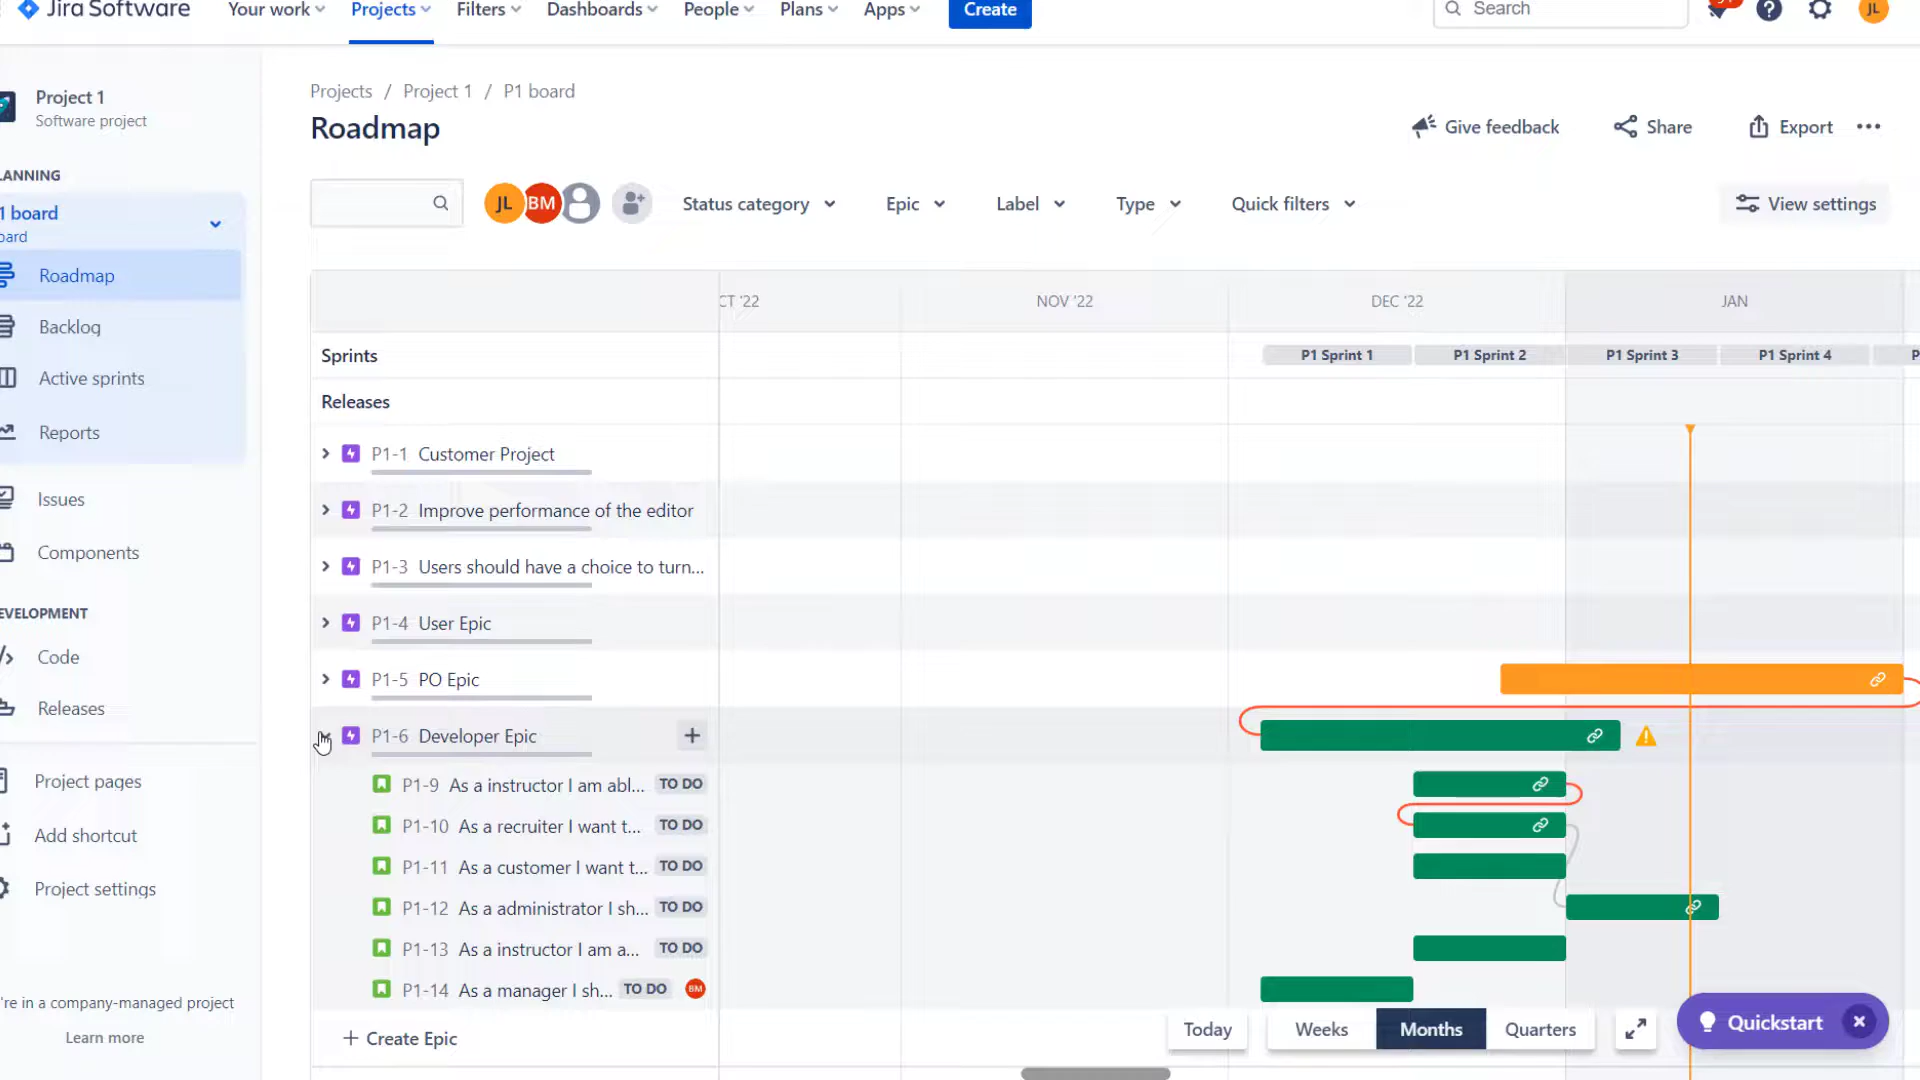 Jira Software
Your work
Projects
Filters
Dashboards
People
Plans
Apps
Create
Search
JL
Project 1
Software project
LANNING
1 board
oard
Roadmap
Backlog
Active sprints
Reports
Issues
Components
EVELOPMENT
Code
Releases
Project pages
Add shortcut
Project settings
're in a company-managed project
Learn more
Projects / Project 1 / P1 board
Roadmap
Give feedback
Share
Export
JL
BM
Status category
Epic
Label
Type
Quick filters
View settings
CT '22
NOV '22
DEC '22
JAN
Sprints
P1 Sprint 1
P1 Sprint 2
P1 Sprint 3
P1 Sprint 4
P
Releases
P1-1 Customer Project
P1-2 Improve performance of the editor
P1-3 Users should have a choice to turn...
P1-4 User Epic
P1-5 PO Epic
P1-6 Developer Epic
P1-9 As a instructor I am abl... TO DO
P1-10 As a recruiter I want t... TO DO
P1-11 As a customer I want t... TO DO
P1-12 As a administrator I sh... TO DO
P1-13 As a instructor I am a... TO DO
P1-14 As a manager I sh... TO DO BM
+ Create Epic
Today
Weeks
Months
Quarters
Quickstart